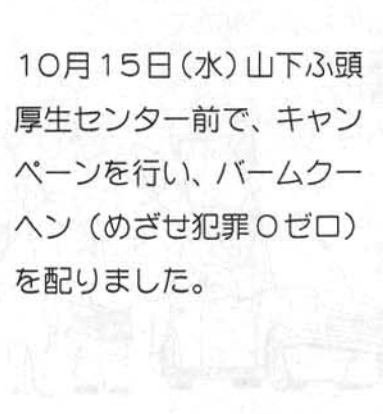 10月15日(水)山下ふ頭
厚生センター前で、キャン
ペーンを行い、バームクー
ヘン（めざせ犯罪０ゼロ）
を配りました。